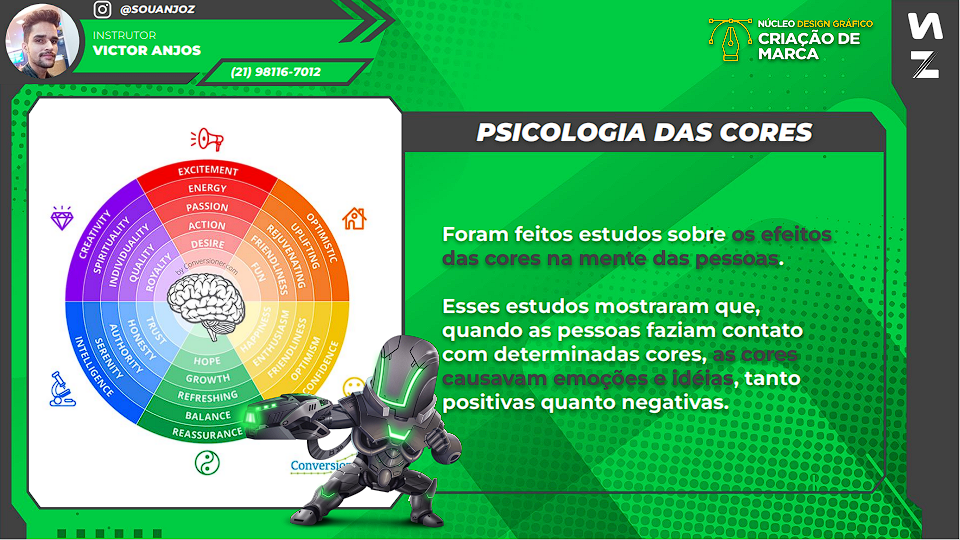 @SOUANJOZ
INSTRUTOR
VICTOR ANJOS
(21) 98116-7012
NÚCLEO DESIGN GRÁFICO
CRIAÇÃO DE
MARCA
NZ
PSICOLOGIA DAS CORES
EXCITEMENT
ENERGY
PASSION
ACTION
DESIRE
OPTIMISTIC
UPLIFTING
REJUVENATING
FRIENDLINESS
FUN
CREATIVITY
SPIRITUALITY
INDIVIDUALITY
QUALITY
ROYALTY
by Conversioner.com
TRUST
HONESTY
AUTHORITY
SERENITY
INTELLIGENCE
HAPPINESS
ENTHUSIASM
FRIENDLINESS
OPTIMISM
CONFIDENCE
HOPE
GROWTH
REFRESHING
BALANCE
REASSURANCE
Conversio
Foram feitos estudos sobre os efeitos
das cores na mente das pessoas.
Esses estudos mostraram que,
quando as pessoas faziam contato
com determinadas cores, as cores
causavam emoções e idéias, tanto
positivas quanto negativas.